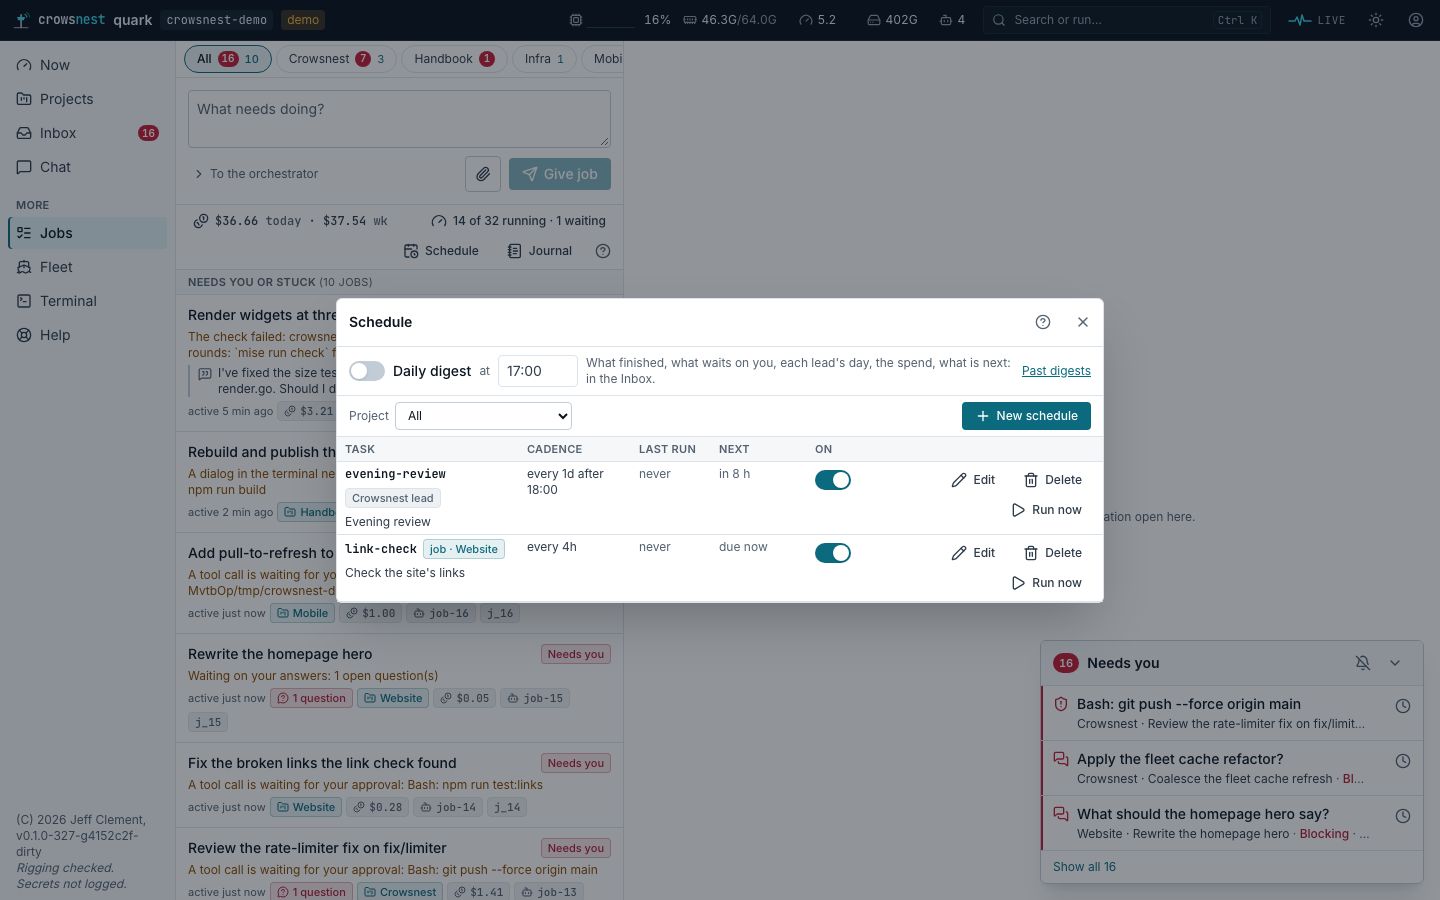 crowsnest quark crowsnest-demo demo 16% 46.3G/64.0G 5.2 402G 4 Search or run... Ctrl K LIVE
Now
Projects
Inbox 16
Chat
MORE
Jobs
Fleet
Terminal
Help
(C) 2026 Jeff Clement,
v0.1.0-327-g4152c2f-
dirty
Rigging checked.
Secrets not logged.
All 16 10 Crowsnest 7 3 Handbook 1 Infra 1 Mobi
What needs doing?
To the orchestrator Give job
$36.66 today · $37.54 wk 14 of 32 running · 1 waiting
Schedule Journal
NEEDS YOU OR STUCK (10 JOBS)
Render widgets at thre
The check failed: crowsne
rounds: `mise run check` f
I've fixed the size tes
render.go. Should I d
active 5 min ago $3.21
Rebuild and publish th
A dialog in the terminal ne
npm run build
active 2 min ago Handb
Add pull-to-refresh to
A tool call is waiting for yo
MvtbOp/tmp/crowsnest-d
active just now Mobile $1.00 job-16 j_16
Rewrite the homepage hero Needs you
Waiting on your answers: 1 open question(s)
active just now 1 question Website $0.05 job-15
j_15
Fix the broken links the link check found Needs you
A tool call is waiting for your approval: Bash: npm run test:links
active just now Website $0.28 job-14 j_14
Review the rate-limiter fix on fix/limiter Needs you
A tool call is waiting for your approval: Bash: git push --force origin main
active just now 1 question Crowsnest $1.41 job-13
Schedule
Daily digest at 17:00 What finished, what waits on you, each lead's day, the spend, what is next:
in the Inbox.
Past digests
Project All New schedule
TASK CADENCE LAST RUN NEXT ON
evening-review every 1d after never in 8 h Edit Delete
18:00
Crowsnest lead
Run now
Evening review
link-check job · Website every 4h never due now Edit Delete
Check the site's links Run now
ation open here.
16 Needs you
Bash: git push --force origin main
Crowsnest · Review the rate-limiter fix on fix/limit...
Apply the fleet cache refactor?
Crowsnest · Coalesce the fleet cache refresh · Bl...
What should the homepage hero say?
Website · Rewrite the homepage hero · Blocking · ...
Show all 16